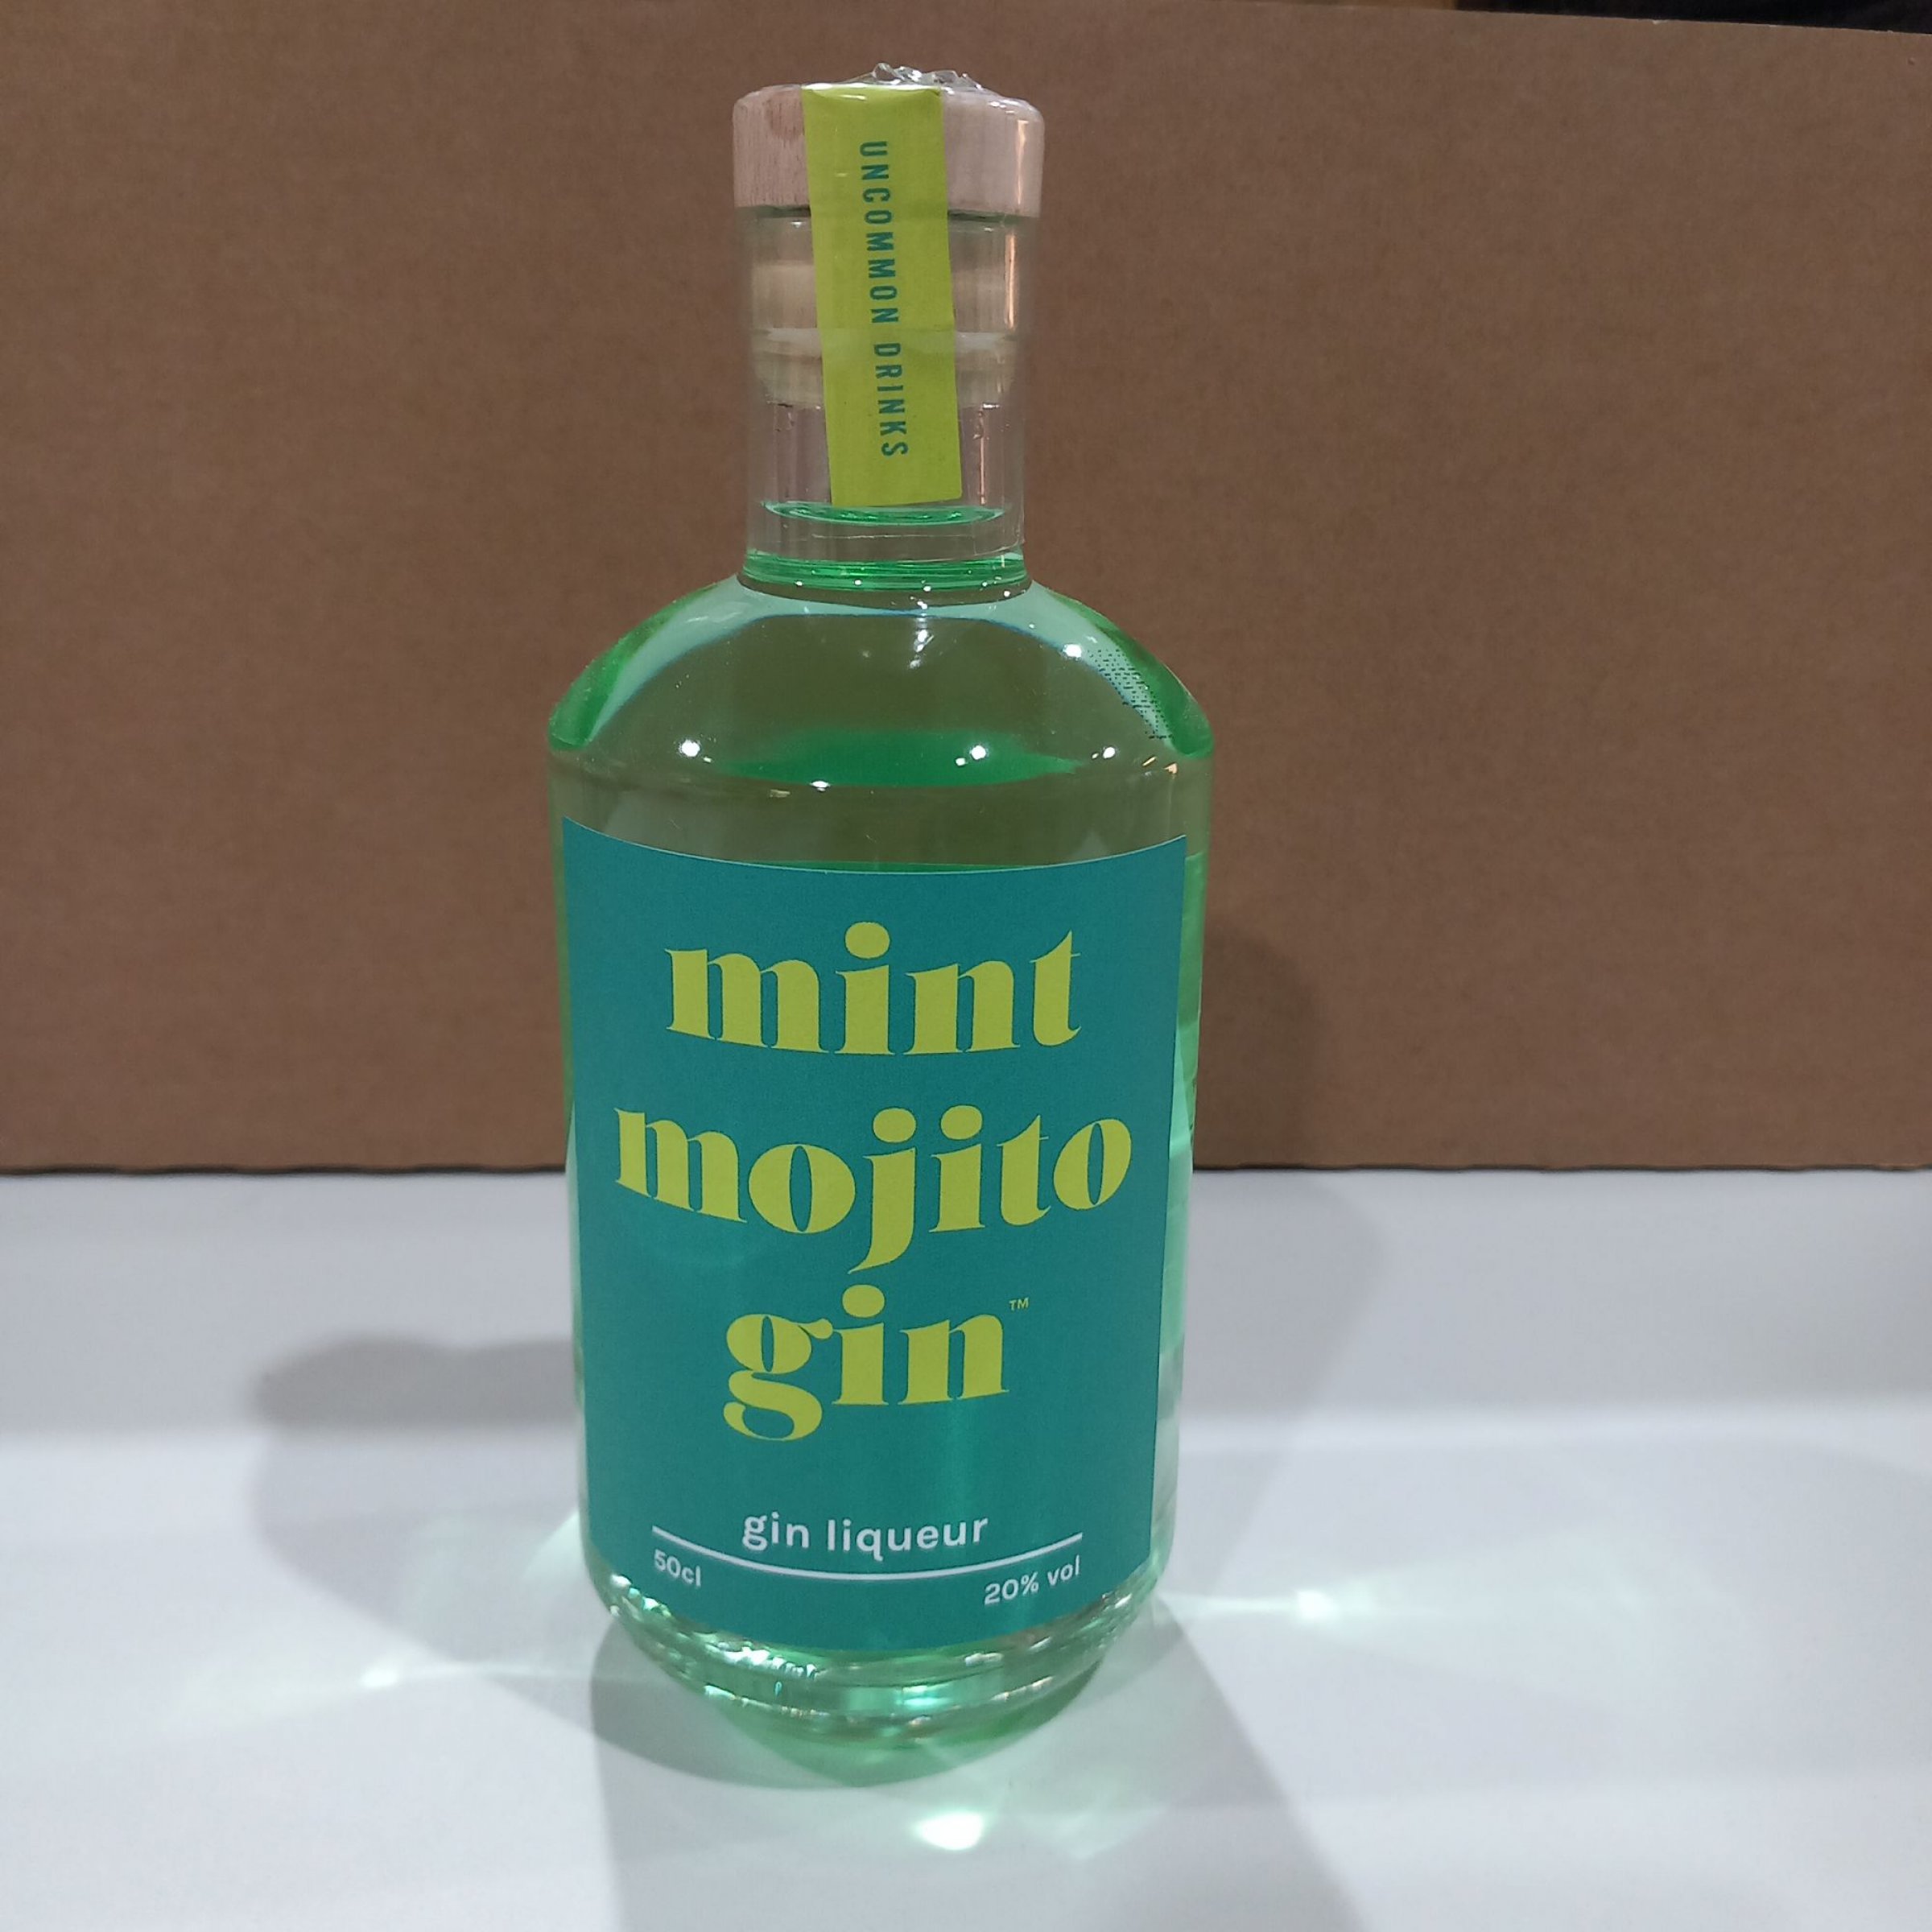 UNCOMMON DRINKS
mint
mojito
gin™
gin liqueur
50cl
20% vol